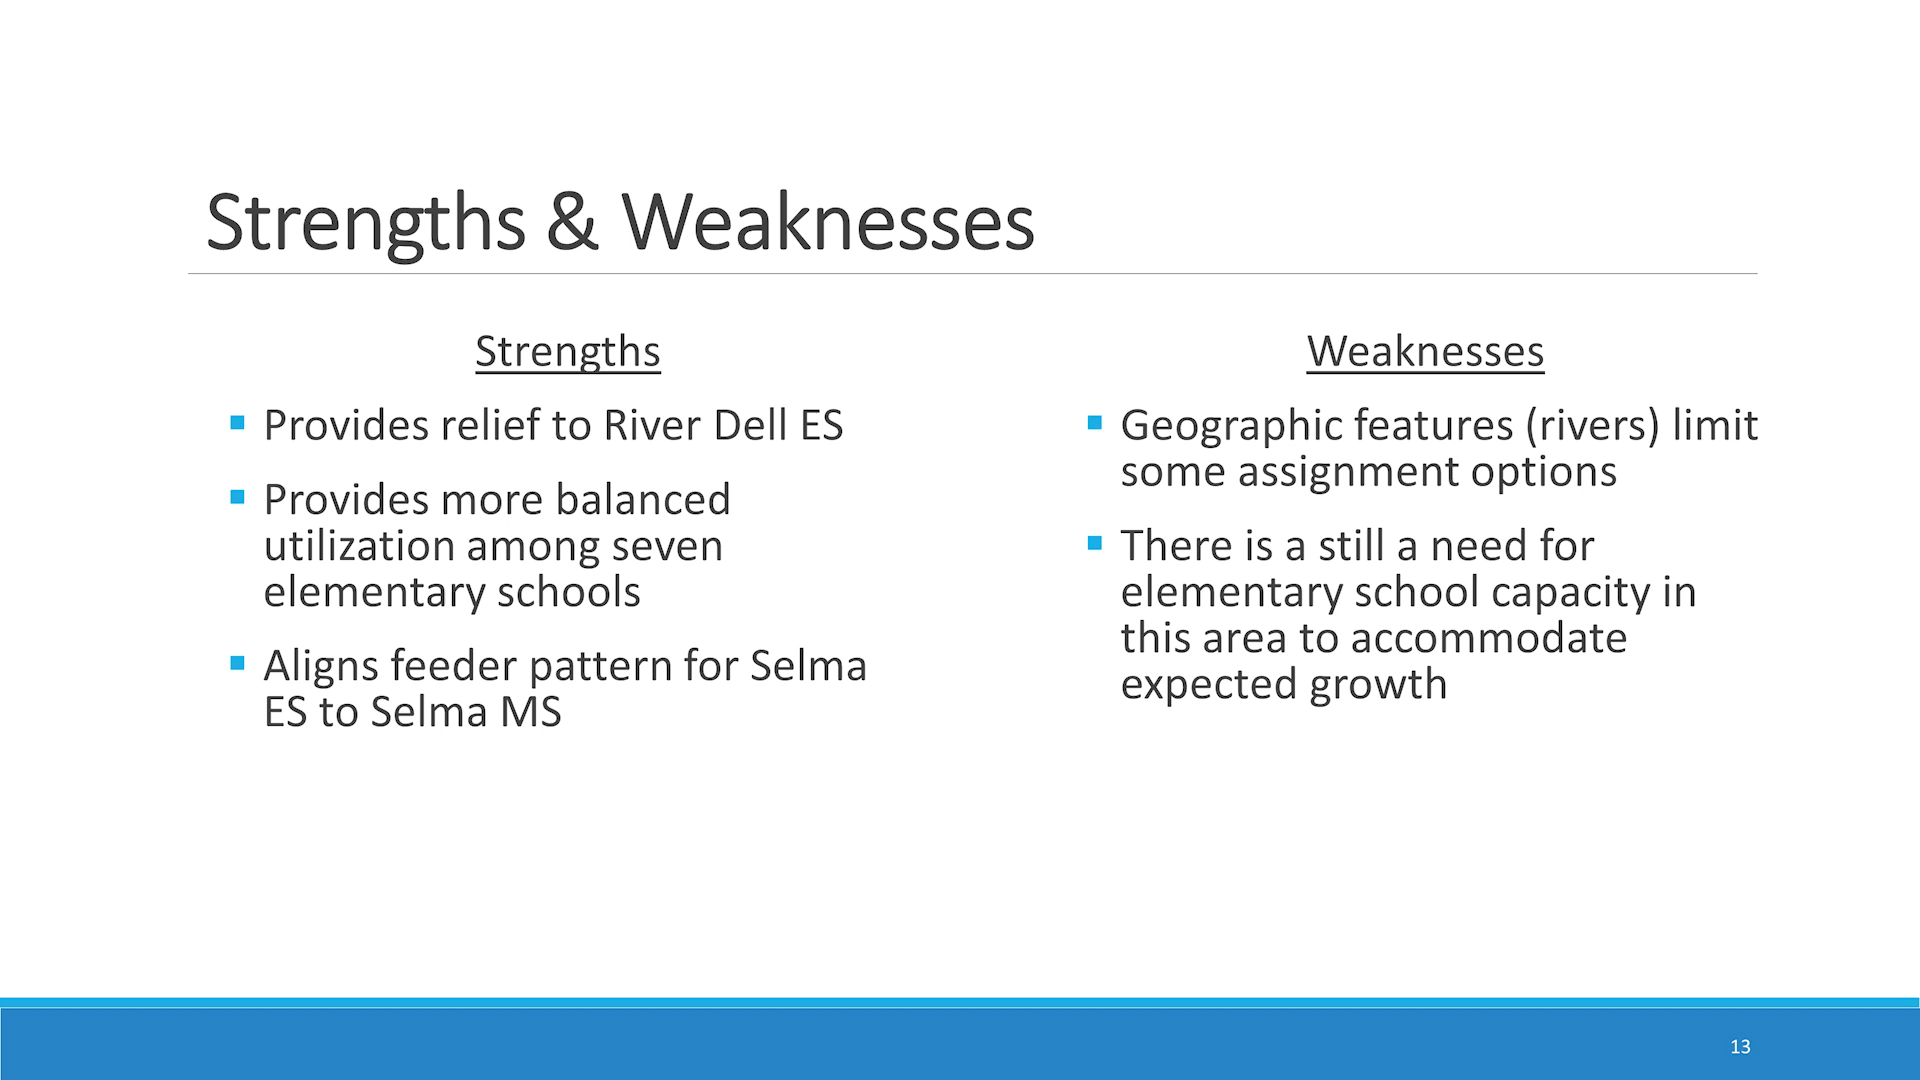 Strengths & Weaknesses
Strengths
Provides relief to River Dell ES
Provides more balanced
utilization among seven
elementary schools
Aligns feeder pattern for Selma
ES to Selma MS
Weaknesses
Geographic features (rivers) limit
some assignment options
There is a still a need for
elementary school capacity in
this area to accommodate
expected growth
13